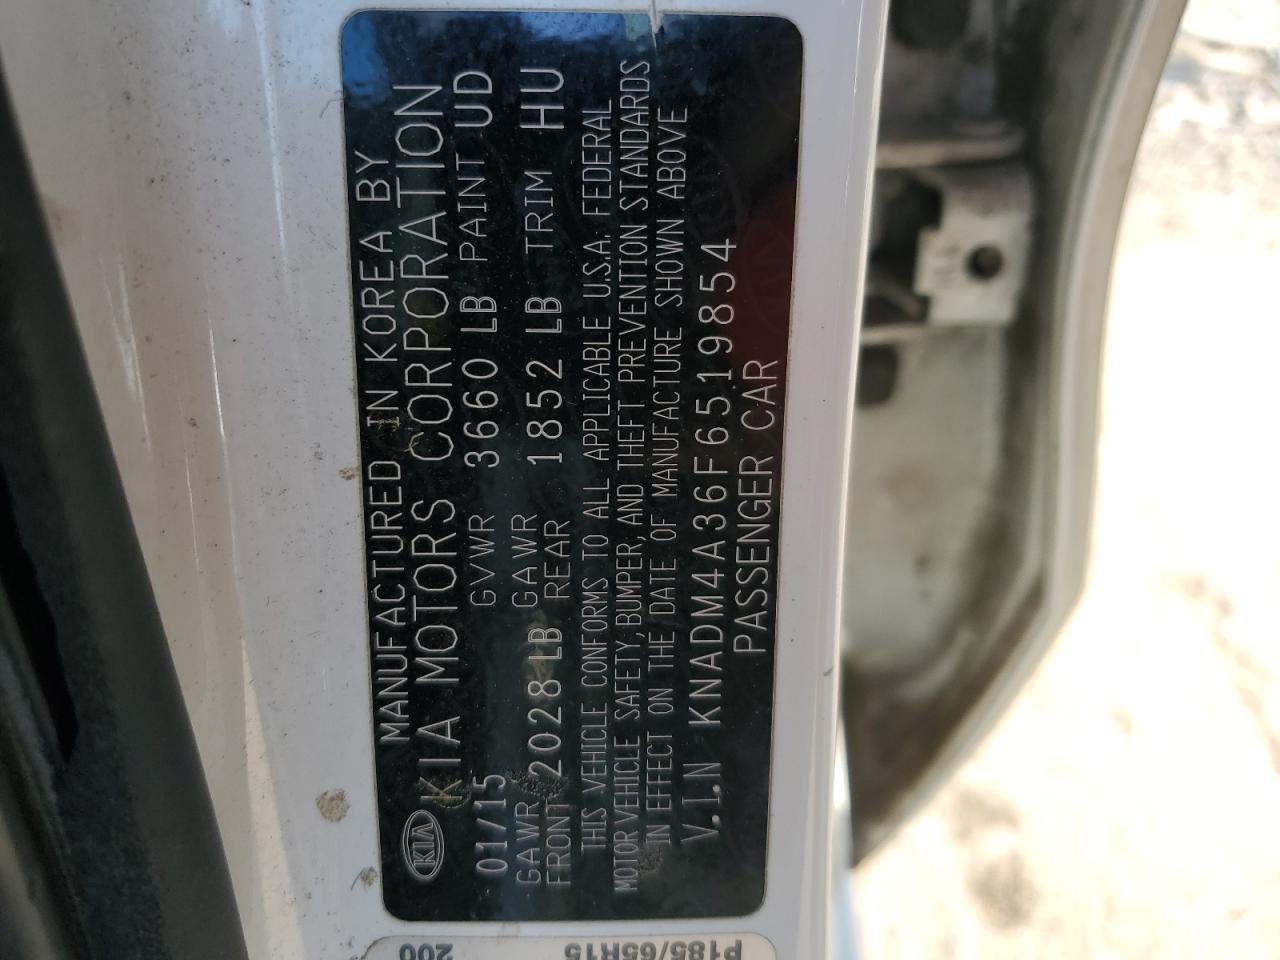 MANUFACTURED IN KOREA BY
KIA KIA MOTORS CORPORATION
01/15 GVWR 3660 LB PAINT UD
GAWR FRONT 2028 LB GAWR REAR 1852 LB TRIM HU
THIS VEHICLE CONFORMS TO ALL APPLICABLE U.S.A. FEDERAL
MOTOR VEHICLE SAFETY, BUMPER, AND THEFT PREVENTION STANDARDS
IN EFFECT ON THE DATE OF MANUFACTURE SHOWN ABOVE
V.I.N KNADM4A36F6519854
PASSENGER CAR
200
P185/65R15